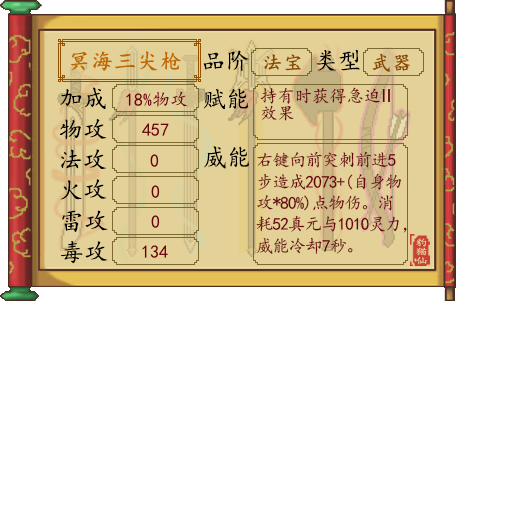 冥海三尖枪 品阶 法宝 类型 武器
加成 18%物攻 赋能 持有时获得急迫II
效果
物攻 457
法攻 0 威能 右键向前突刺前进5
步造成2073+(自身物
攻*80%)点物伤。消
耗52真元与1010灵力，
威能冷却7秒。
火攻 0
雷攻 0
毒攻 134
豹猫仙